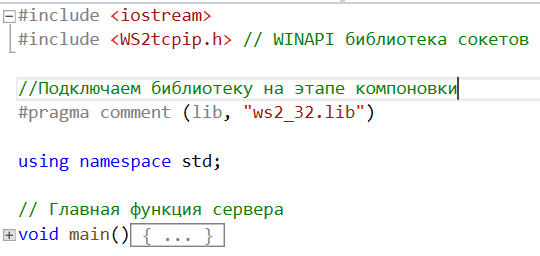 #include <iostream>
#include <WS2tcpip.h> // WINAPI библиотека сокетов
//Подключаем библиотеку на этапе компоновки
#pragma comment (lib, "ws2_32.lib")
using namespace std;
// Главная функция сервера
void main(){ ... }